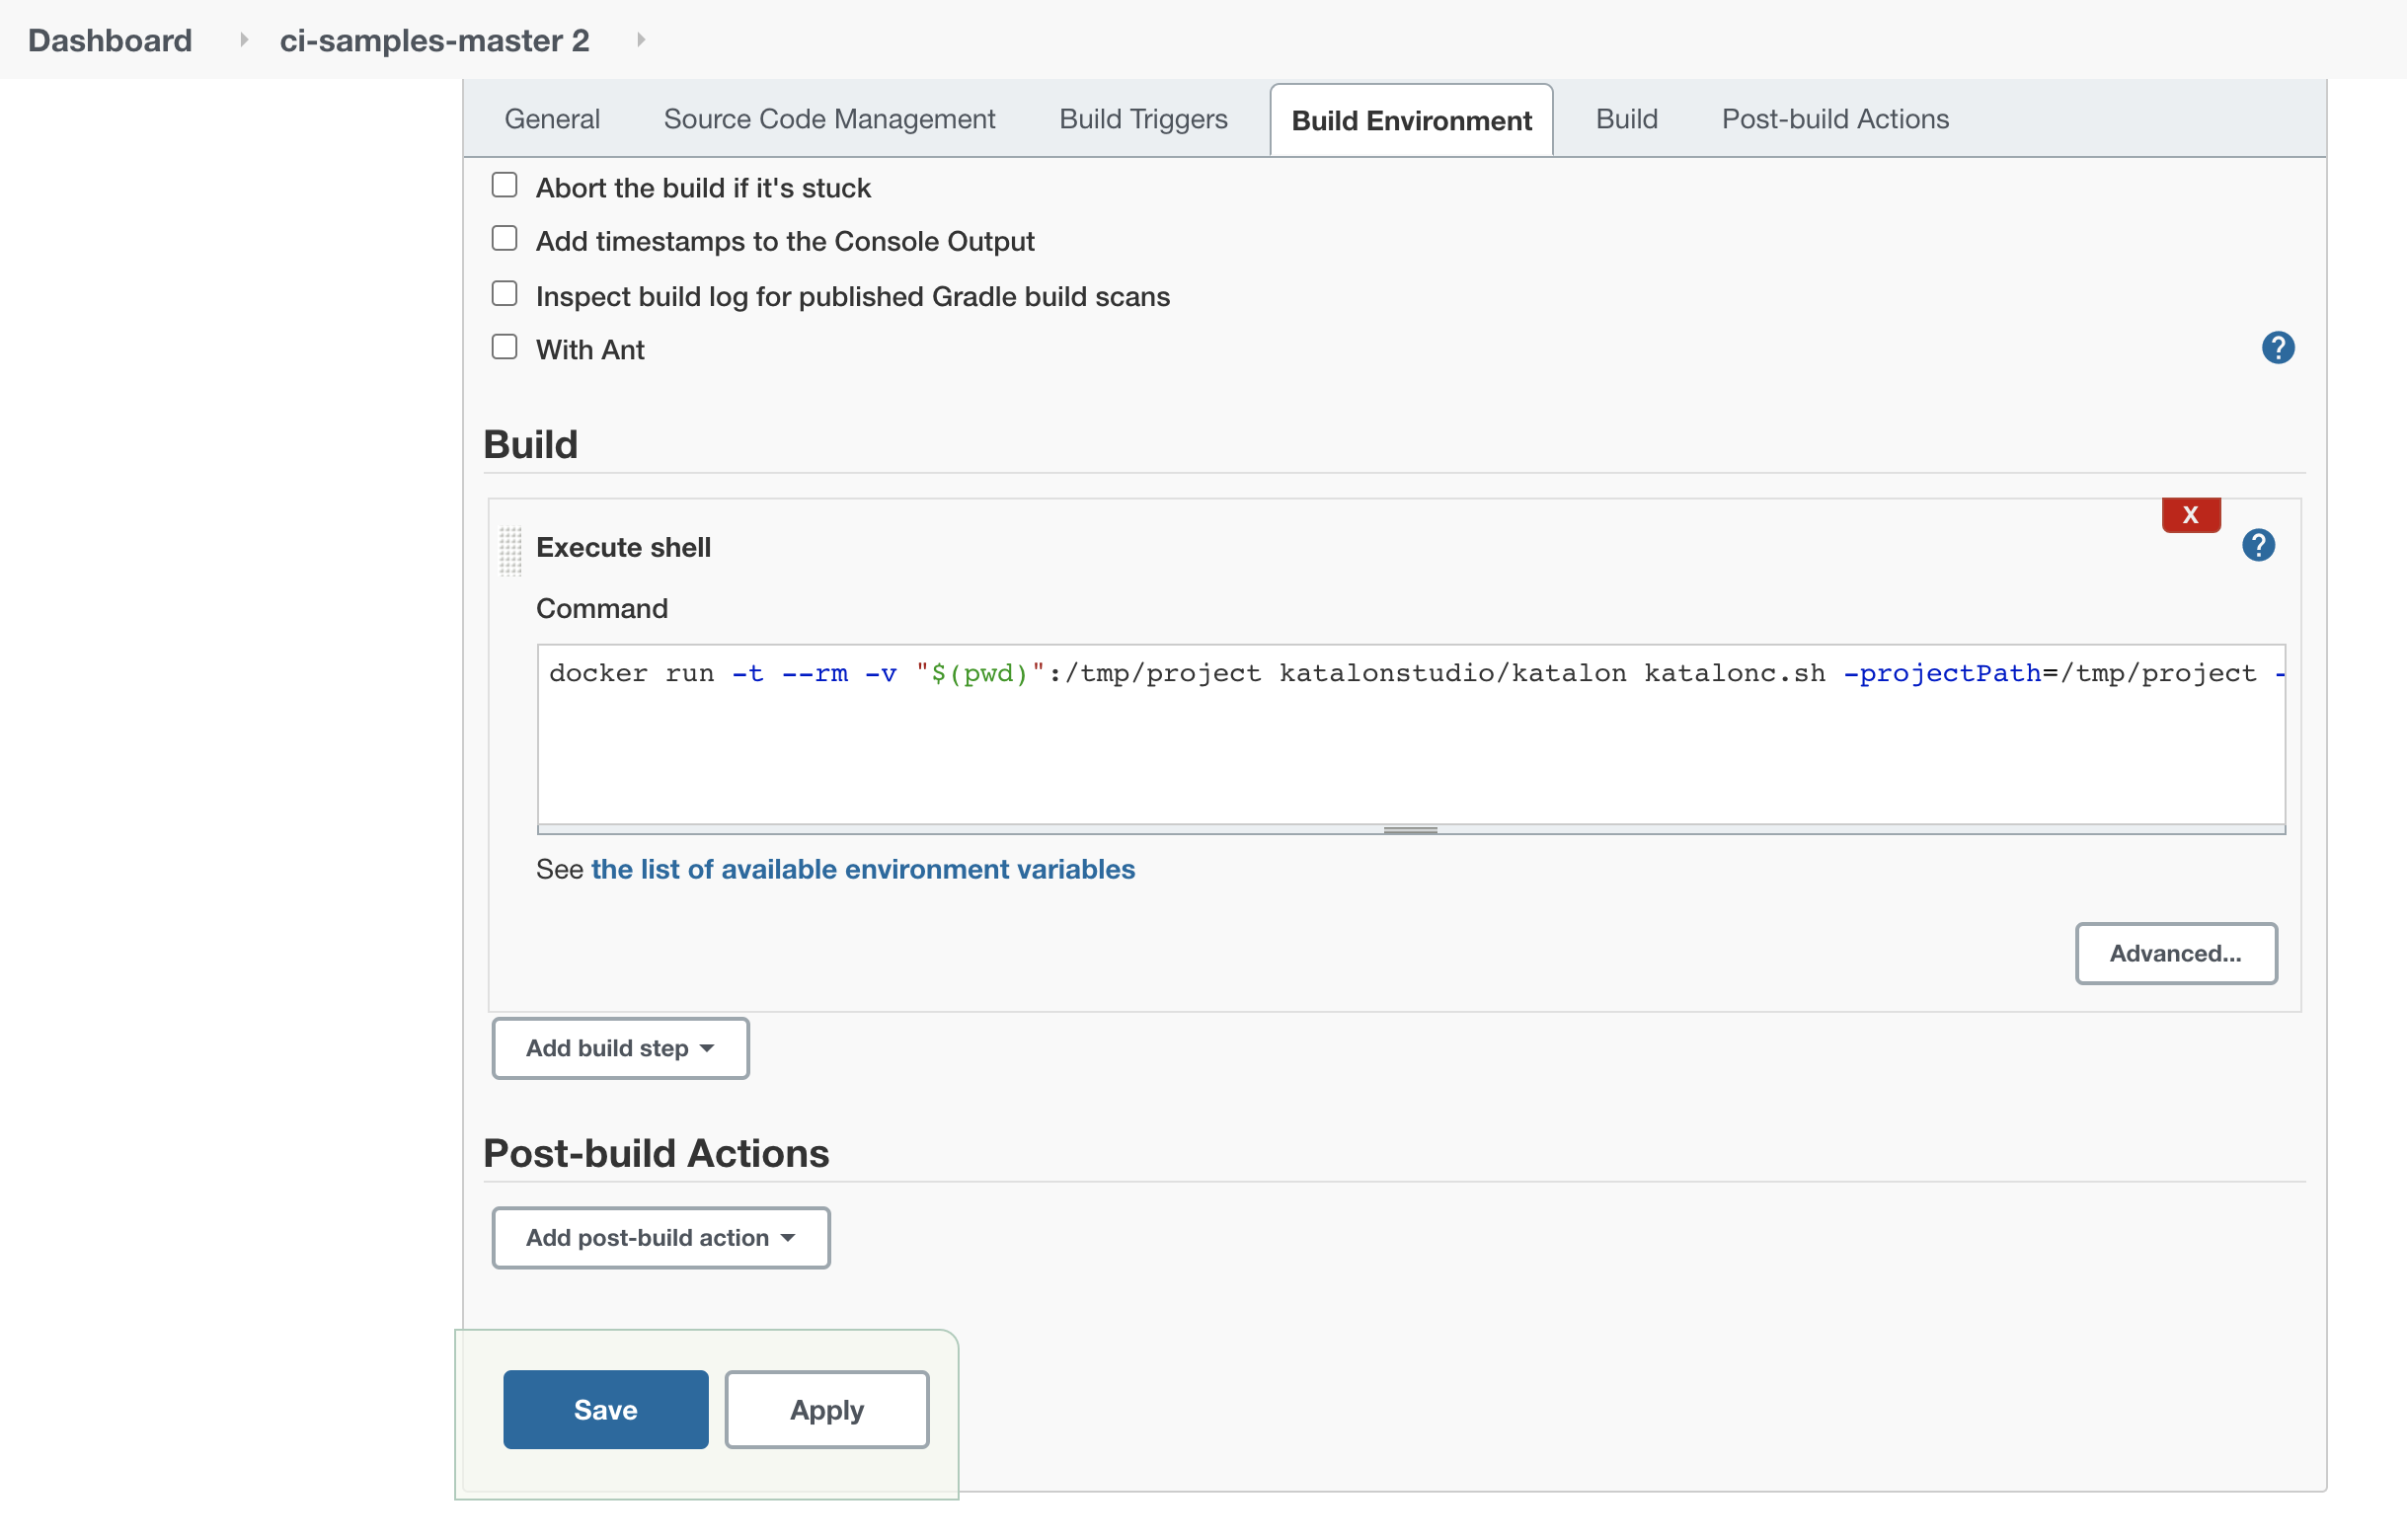 Dashboard ci-samples-master 2
General Source Code Management Build Triggers Build Environment Build Post-build Actions
Abort the build if it's stuck
Add timestamps to the Console Output
Inspect build log for published Gradle build scans
With Ant
?
Build
X
Execute shell
?
Command
docker run -t --rm -v "$(pwd)":/tmp/project katalonstudio/katalon katalonc.sh -projectPath=/tmp/project -
See the list of available environment variables
Advanced...
Add build step
Post-build Actions
Add post-build action
Save Apply